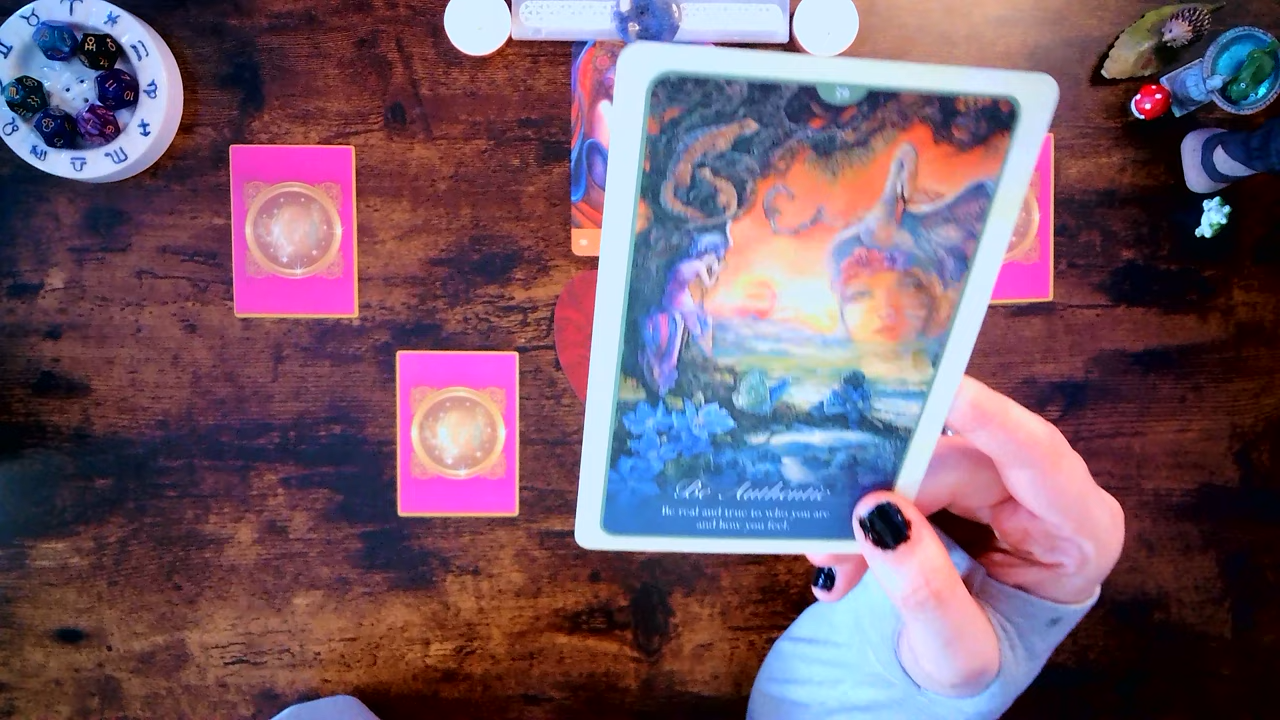 Be Authentic
Be real and true to who you are
and how you feel.